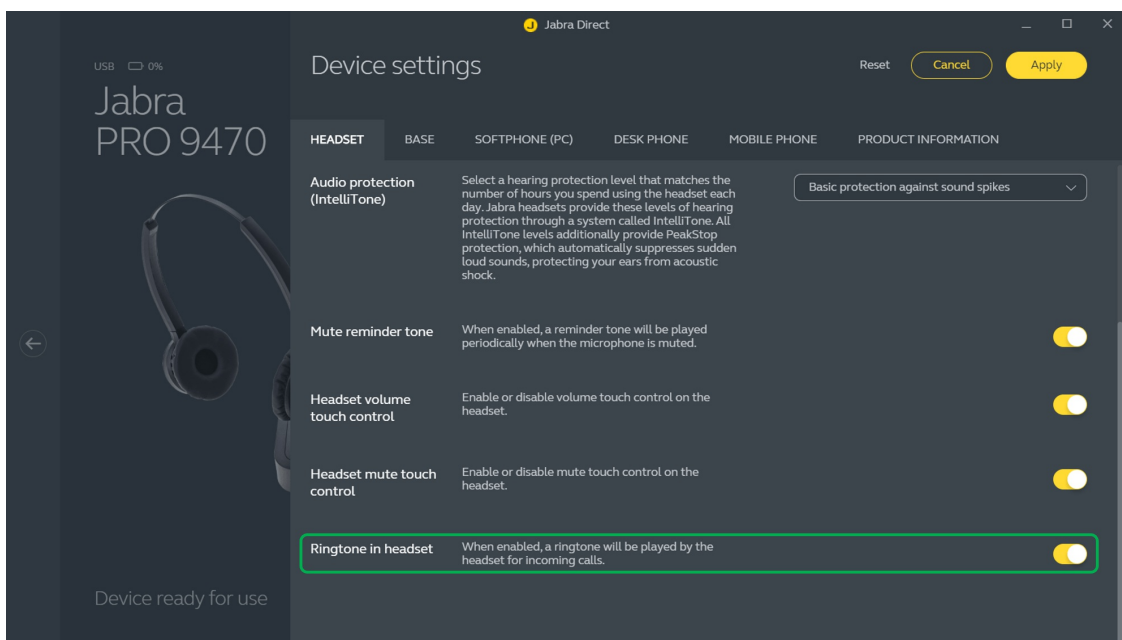 Jabra Direct
USB 0%
Jabra
PRO 9470
Device settings
Reset
Cancel
Apply
HEADSET
BASE
SOFTPHONE (PC)
DESK PHONE
MOBILE PHONE
PRODUCT INFORMATION
Audio protection
(IntelliTone)
Select a hearing protection level that matches the
number of hours you spend using the headset each
day. Jabra headsets provide these levels of hearing
protection through a system called IntelliTone. All
IntelliTone levels additionally provide PeakStop
protection, which automatically suppresses sudden
loud sounds, protecting your ears from acoustic
shock.
Basic protection against sound spikes
Mute reminder tone
When enabled, a reminder tone will be played
periodically when the microphone is muted.
Headset volume
touch control
Enable or disable volume touch control on the
headset.
Headset mute touch
control
Enable or disable mute touch control on the
headset.
Ringtone in headset
When enabled, a ringtone will be played by the
headset for incoming calls.
Device ready for use